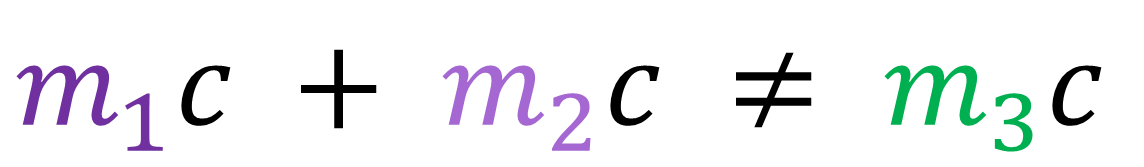 m₁c + m₂c ≠ m₃c